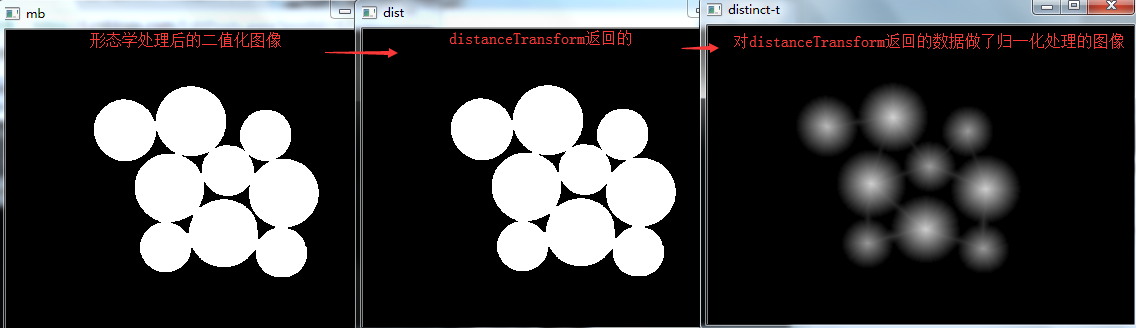 mb
dist
distinct-t
形态学处理后的二值化图像
distanceTransform返回的
对distanceTransform返回的数据做了归一化处理的图像